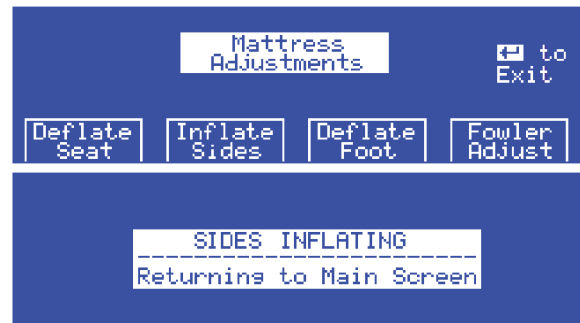 Mattress
Adjustments
↵ to
Exit
Deflate Inflate Deflate Fowler
Seat Sides Foot Adjust
SIDES INFLATING
------------------------
Returning to Main Screen